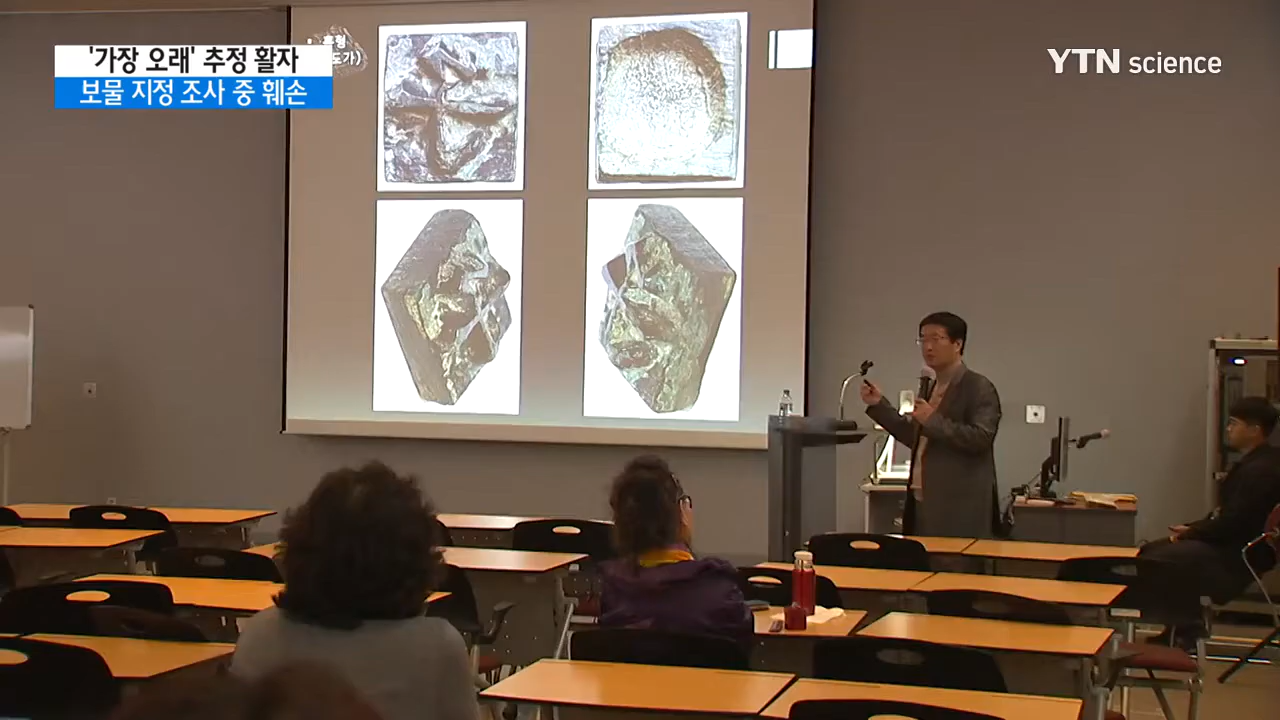 '가장 오래' 추정 활자
보물 지정 조사 중 훼손
YTN science